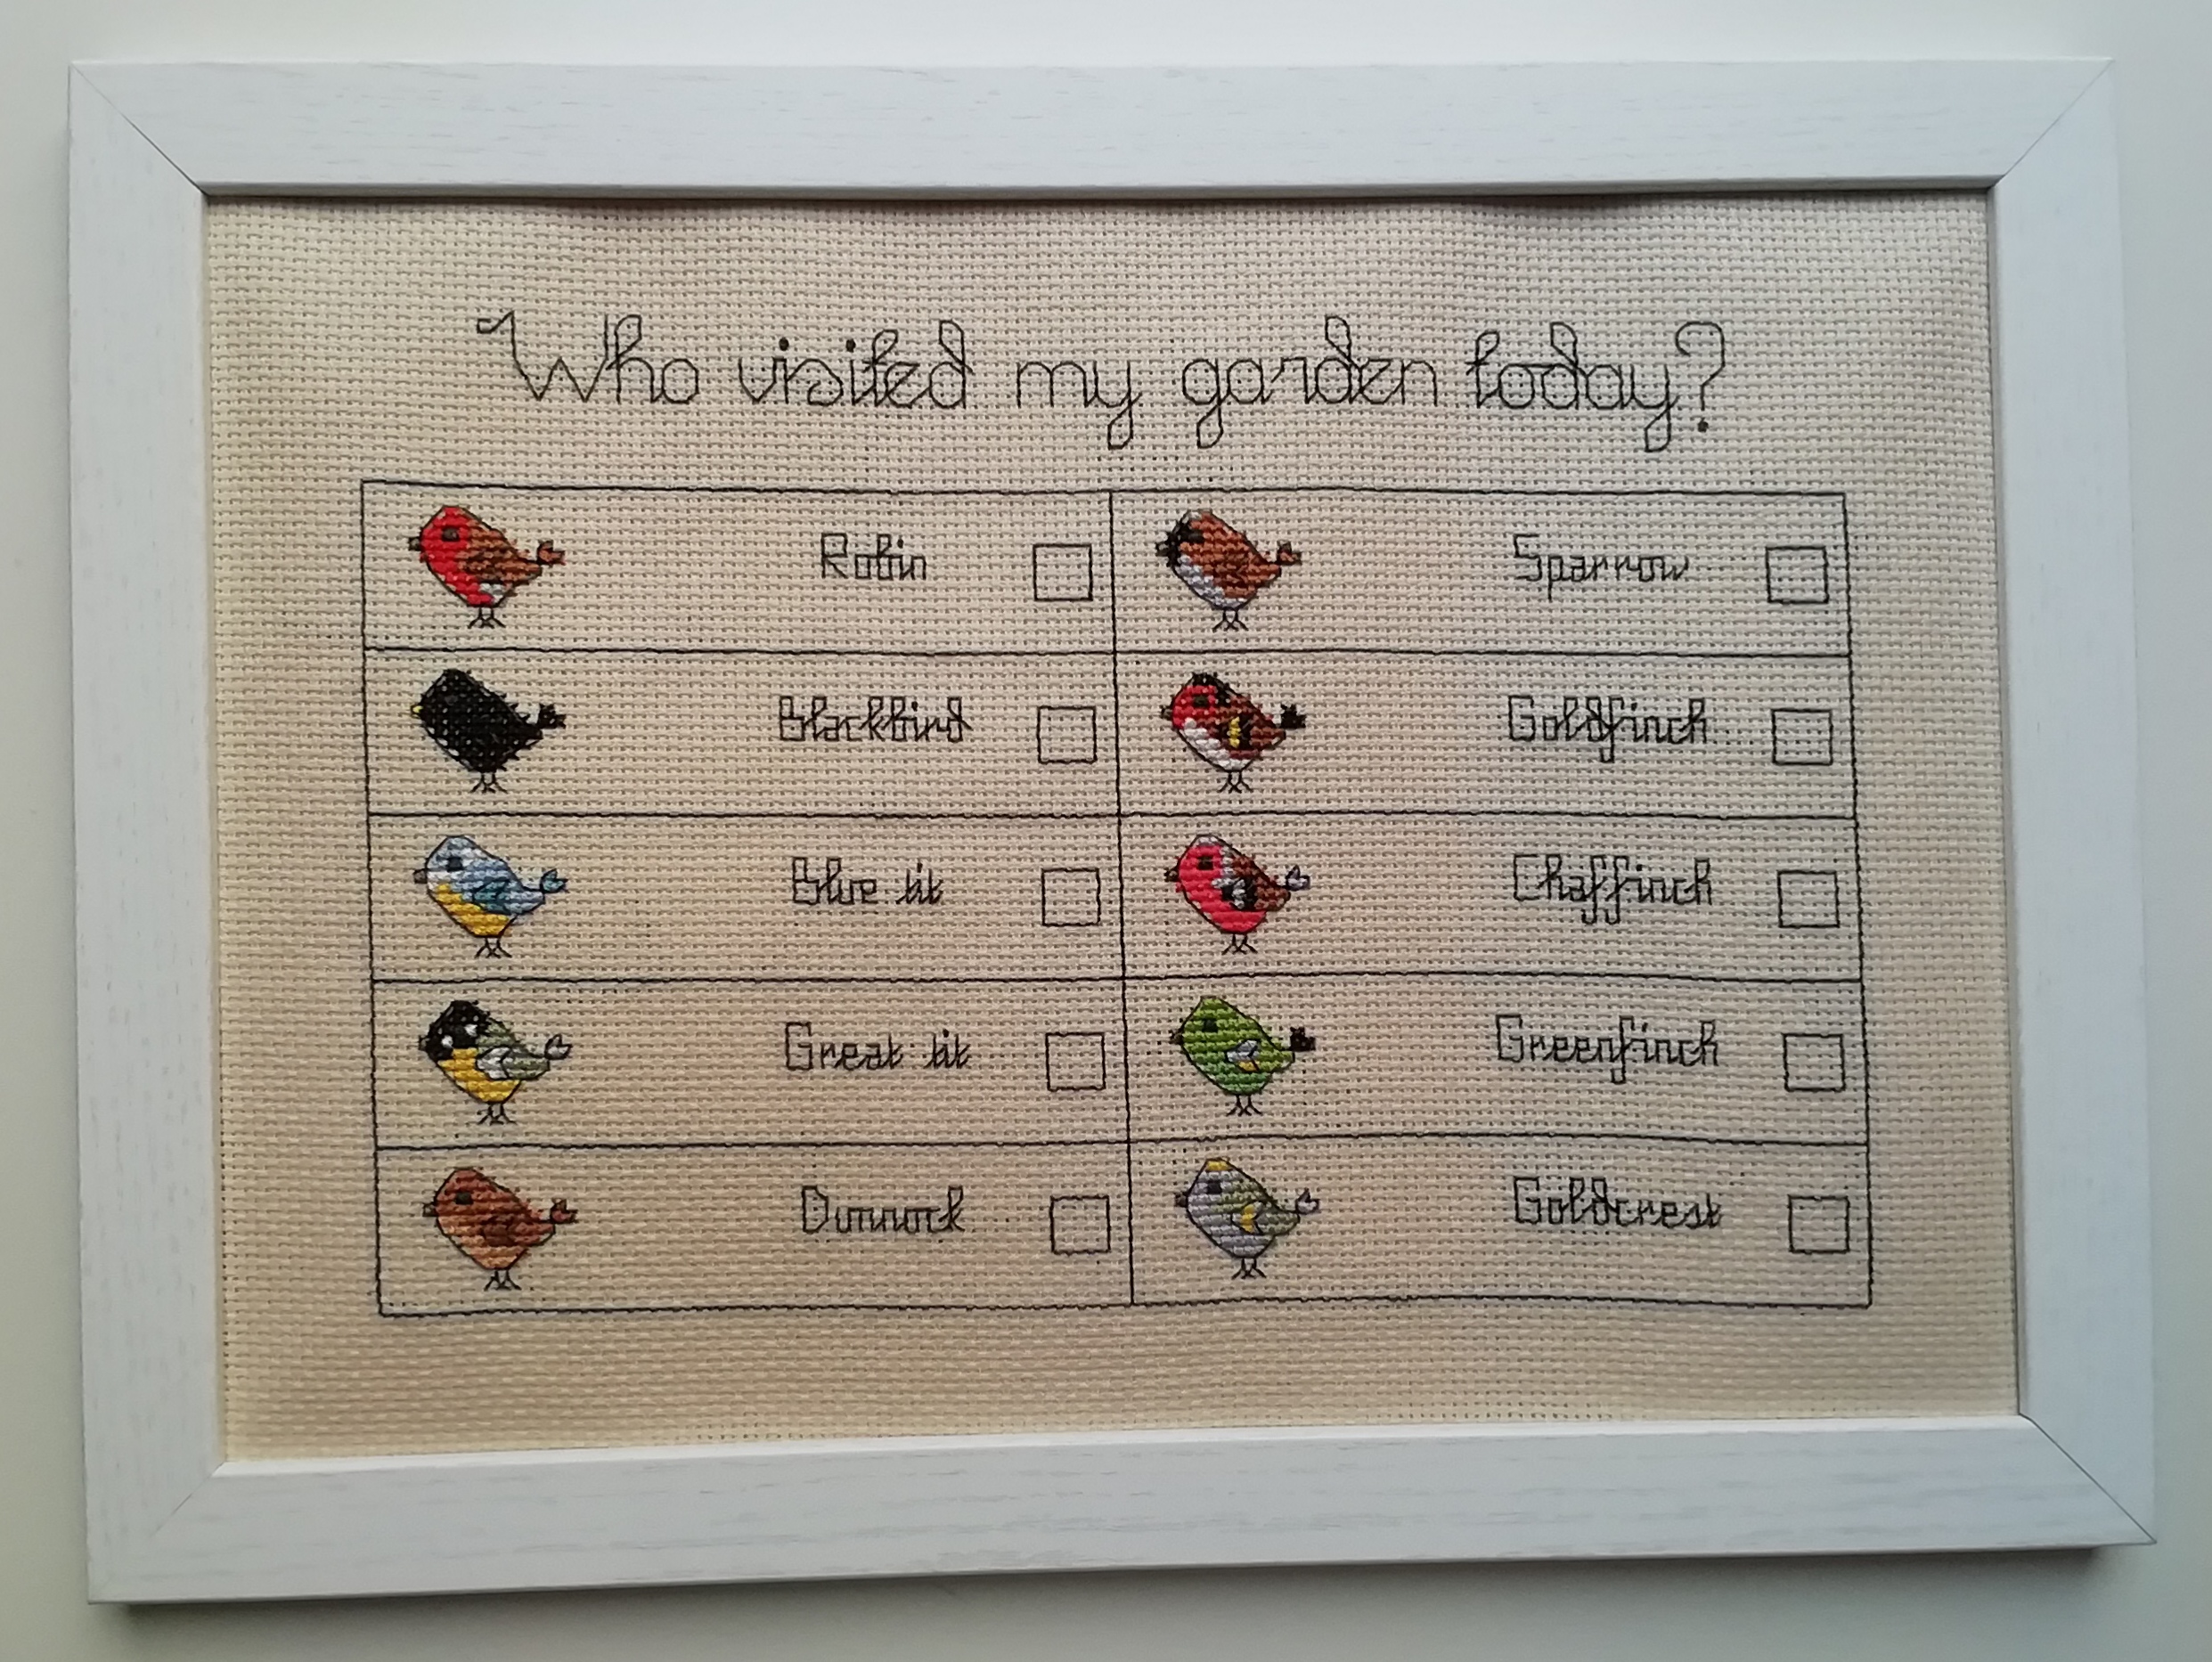 Who visited my garden today?
Robin
Sparrow
Blackbird
Goldfinch
Blue tit
Chaffinch
Great tit
Greenfinch
Dunnock
Goldcrest